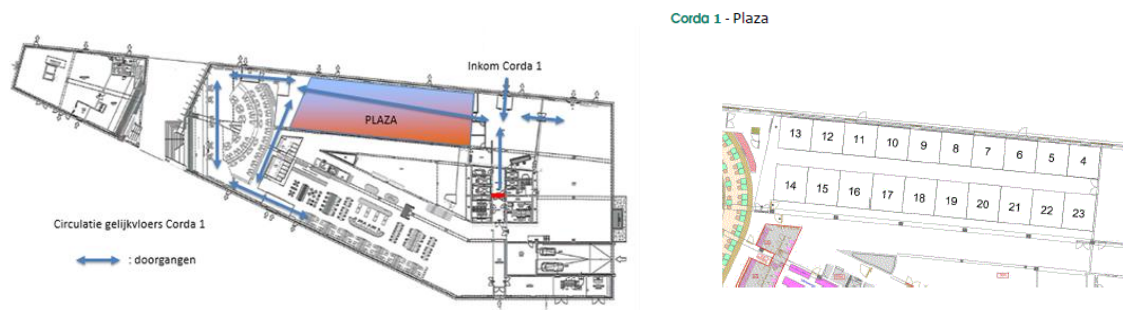 Corda 1 - Plaza
Inkom Corda 1
PLAZA
Circulatie gelijkvloers Corda 1
: doorgangen
13 12 11 10 9 8 7 6 5 4
14 15 16 17 18 19 20 21 22 23